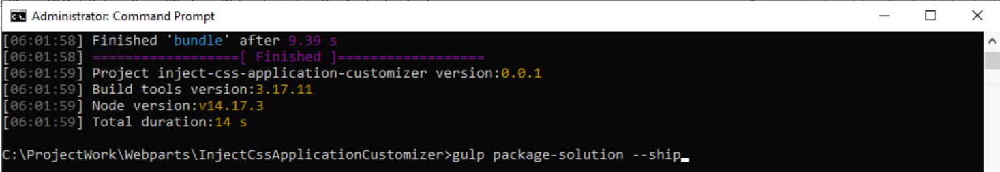 Administrator: Command Prompt
[06:01:58] Finished 'bundle' after 9.39 s
[06:01:58] ==================[ Finished ]==================
[06:01:59] Project inject-css-application-customizer version:0.0.1
[06:01:59] Build tools version:3.17.11
[06:01:59] Node version:v14.17.3
[06:01:59] Total duration:14 s
C:\ProjectWork\Webparts\InjectCssApplicationCustomizer>gulp package-solution --ship